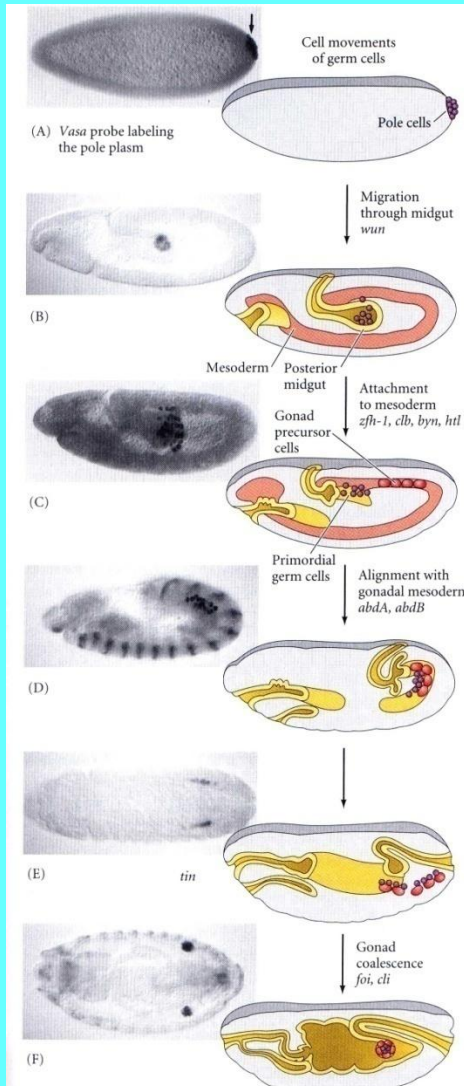 Cell movements
of germ cells
Pole cells
(A) Vasa probe labeling
the pole plasm
Migration
through midgut
wun
(B)
Mesoderm
Posterior
midgut
Attachment
to mesoderm
zfh-1, clb, byn, htl
Gonad
precursor
cells
(C)
Primordial
germ cells
Alignment with
gonadal mesoderm
abdA, abdB
(D)
(E)
tin
Gonad
coalescence
foi, cli
(F)